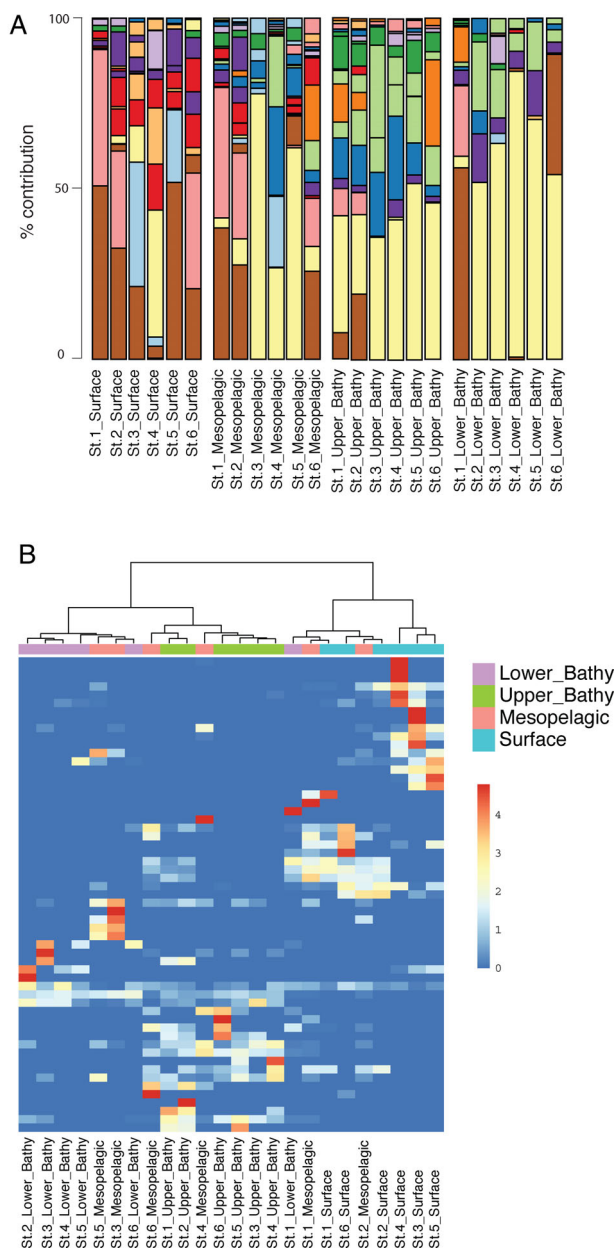 A
100
50
0
% contribution
St.1_Surface
St.2_Surface
St.3_Surface
St.4_Surface
St.5_Surface
St.6_Surface
St.1_Mesopelagic
St.2_Mesopelagic
St.3_Mesopelagic
St.4_Mesopelagic
St.5_Mesopelagic
St.6_Mesopelagic
St.1_Upper_Bathy
St.2_Upper_Bathy
St.3_Upper_Bathy
St.4_Upper_Bathy
St.5_Upper_Bathy
St.6_Upper_Bathy
St.1_Lower_Bathy
St.2_Lower_Bathy
St.3_Lower_Bathy
St.4_Lower_Bathy
St.5_Lower_Bathy
St.6_Lower_Bathy
B
Lower_Bathy
Upper_Bathy
Mesopelagic
Surface
4
3
2
1
0
St.2_Lower_Bathy
St.3_Lower_Bathy
St.4_Lower_Bathy
St.5_Lower_Bathy
St.5_Mesopelagic
St.3_Mesopelagic
St.6_Lower_Bathy
St.6_Mesopelagic
St.1_Upper_Bathy
St.2_Upper_Bathy
St.4_Mesopelagic
St.6_Upper_Bathy
St.5_Upper_Bathy
St.3_Upper_Bathy
St.4_Upper_Bathy
St.1_Lower_Bathy
St.1_Mesopelagic
St.1_Surface
St.6_Surface
St.2_Mesopelagic
St.2_Surface
St.4_Surface
St.3_Surface
St.5_Surface